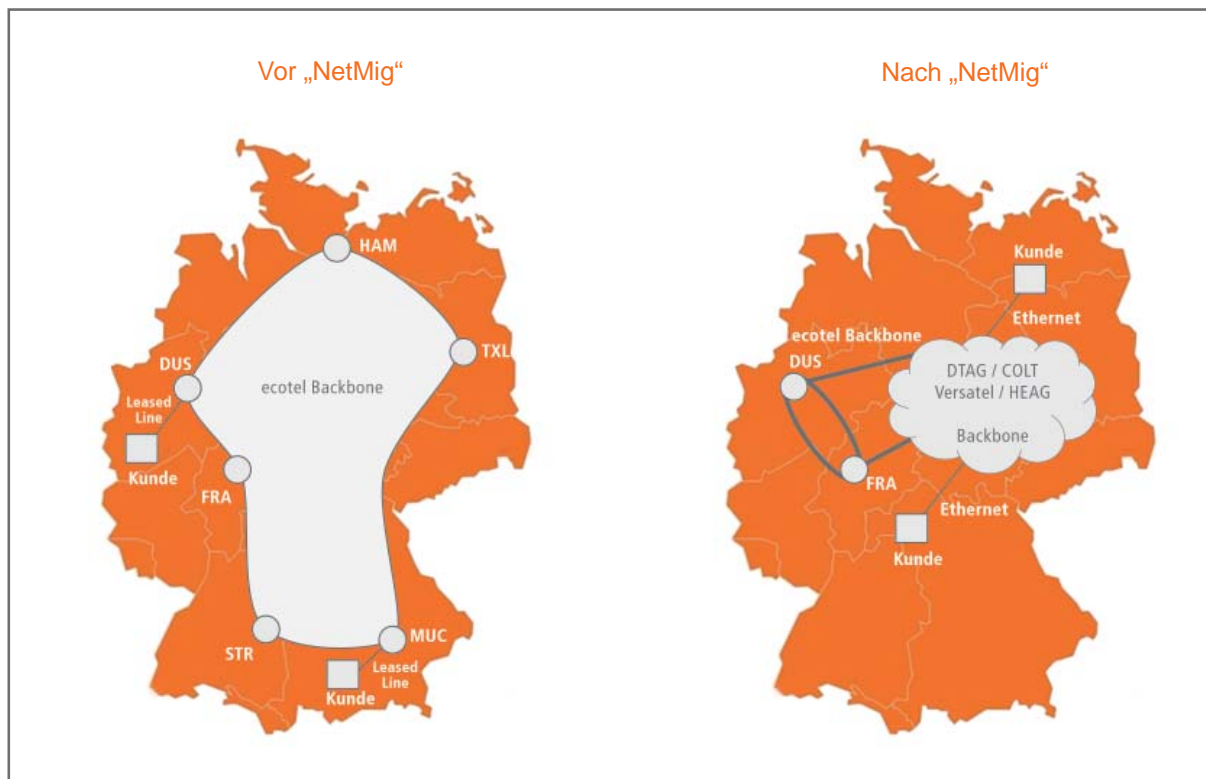 Vor „NetMig“
Nach „NetMig“
HAM
TXL
DUS
ecotel Backbone
Leased
Line
Kunde
FRA
STR
MUC
Leased
Line
Kunde
Kunde
Ethernet
ecotel Backbone
DUS
DTAG / COLT
Versatel / HEAG
Backbone
FRA
Ethernet
Kunde